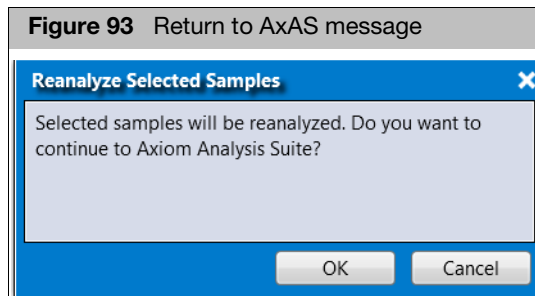 Figure 93 Return to AxAS message
Reanalyze Selected Samples
Selected samples will be reanalyzed. Do you want to
continue to Axiom Analysis Suite?
OK Cancel